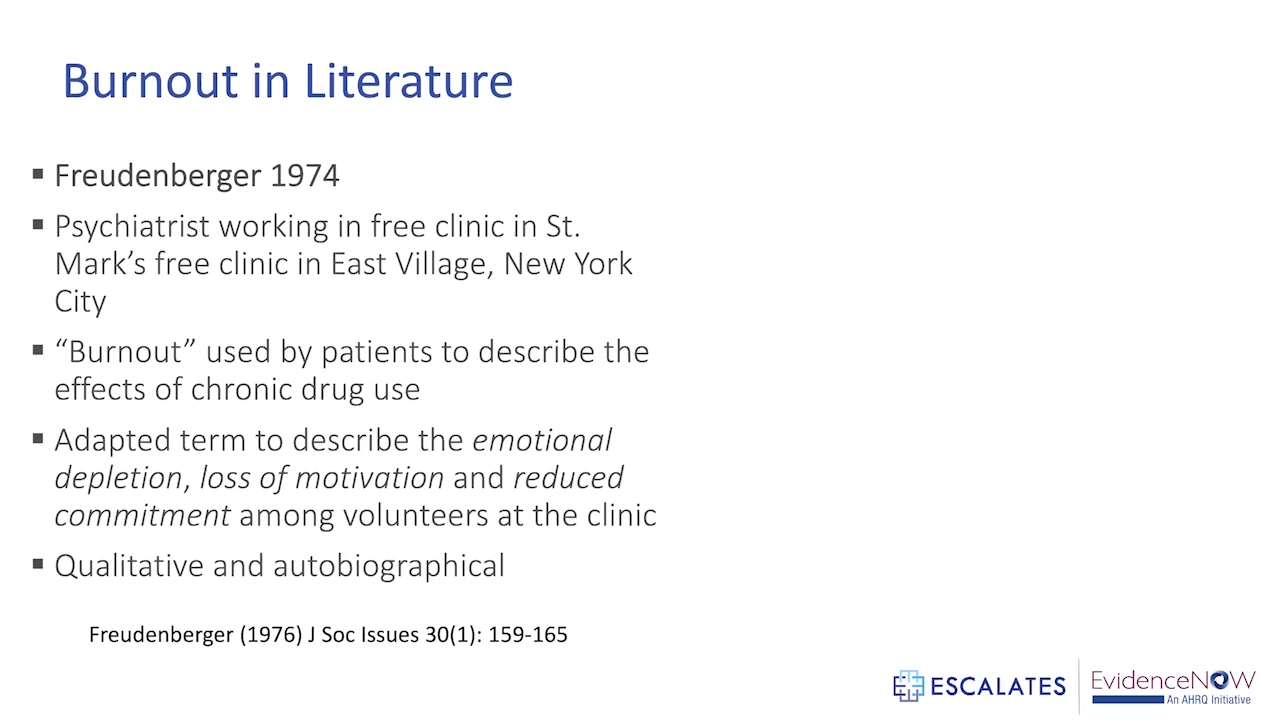 Burnout in Literature
▪ Freudenberger 1974
▪ Psychiatrist working in free clinic in St.
Mark’s free clinic in East Village, New York
City
▪ “Burnout” used by patients to describe the
effects of chronic drug use
▪ Adapted term to describe the emotional
depletion, loss of motivation and reduced
commitment among volunteers at the clinic
▪ Qualitative and autobiographical
Freudenberger (1976) J Soc Issues 30(1): 159-165
ESCALATES
EvidenceNOW
An AHRQ Initiative